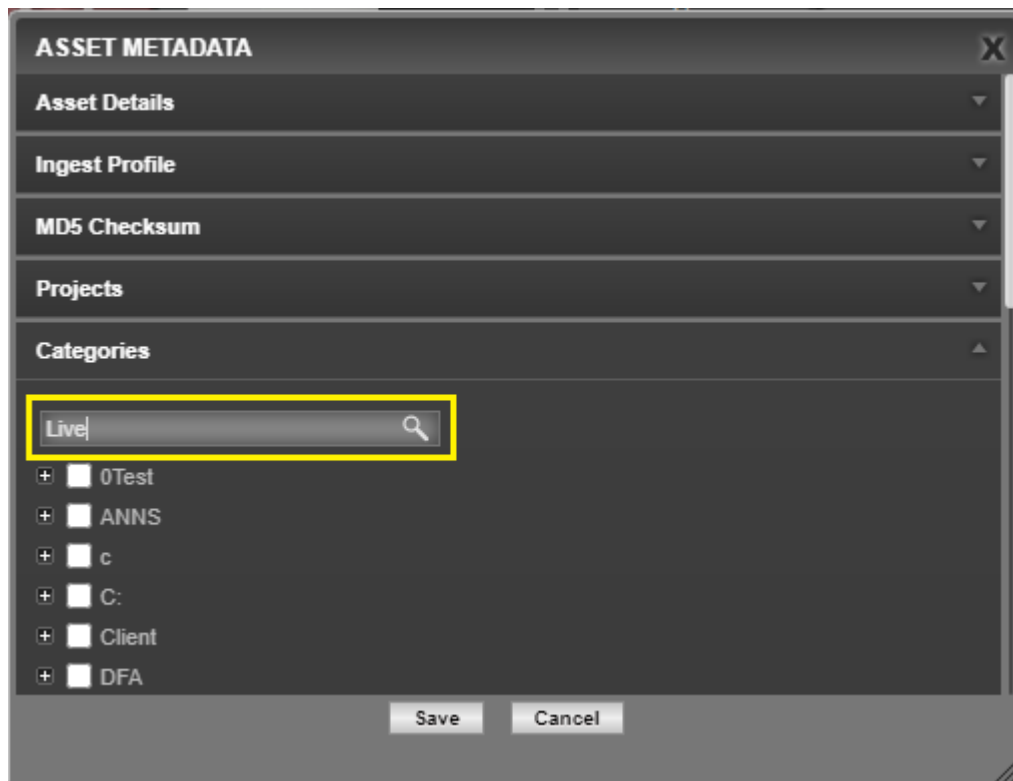 ASSET METADATA X
Asset Details
Ingest Profile
MD5 Checksum
Projects
Categories
Live
0Test
ANNS
c
C:
Client
DFA
Save Cancel